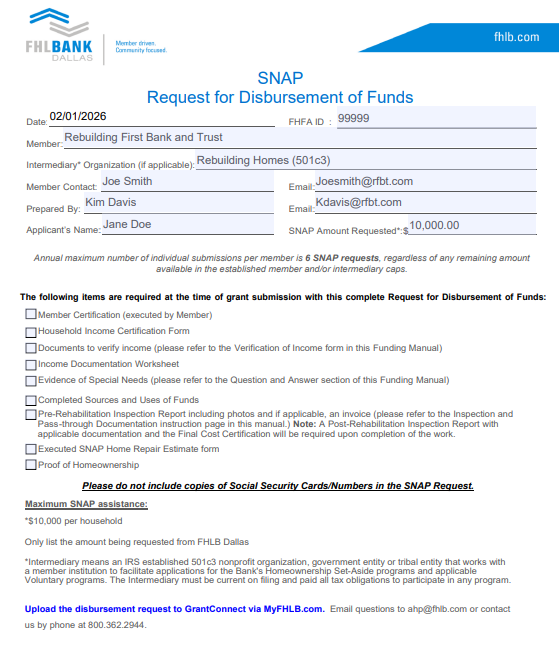 FHLBANK
DALLAS
Member driven.
Community focused.
fhlb.com
SNAP
Request for Disbursement of Funds
Date: 02/01/2026 FHFA ID : 99999
Member: Rebuilding First Bank and Trust
Intermediary* Organization (if applicable): Rebuilding Homes (501c3)
Member Contact: Joe Smith Email: Joesmith@rfbt.com
Prepared By: Kim Davis Email: Kdavis@rfbt.com
Applicant's Name: Jane Doe SNAP Amount Requested*: $10,000.00
Annual maximum number of individual submissions per member is 6 SNAP requests, regardless of any remaining amount
available in the established member and/or intermediary caps.
The following items are required at the time of grant submission with this complete Request for Disbursement of Funds:
Member Certification (executed by Member)
Household Income Certification Form
Documents to verify income (please refer to the Verification of Income form in this Funding Manual)
Income Documentation Worksheet
Evidence of Special Needs (please refer to the Question and Answer section of this Funding Manual)
Completed Sources and Uses of Funds
Pre-Rehabilitation Inspection Report including photos and if applicable, an invoice (please refer to the Inspection and
Pass-through Documentation instruction page in this manual.) Note: A Post-Rehabilitation Inspection Report with
applicable documentation and the Final Cost Certification will be required upon completion of the work.
Executed SNAP Home Repair Estimate form
Proof of Homeownership
Please do not include copies of Social Security Cards/Numbers in the SNAP Request.
Maximum SNAP assistance:
*$10,000 per household
Only list the amount being requested from FHLB Dallas
*Intermediary means an IRS established 501c3 nonprofit organization, government entity or tribal entity that works with
a member institution to facilitate applications for the Bank's Homeownership Set-Aside programs and applicable
Voluntary programs. The Intermediary must be current on filing and paid all tax obligations to participate in any program.
Upload the disbursement request to GrantConnect via MyFHLB.com. Email questions to ahp@fhlb.com or contact
us by phone at 800.362.2944.